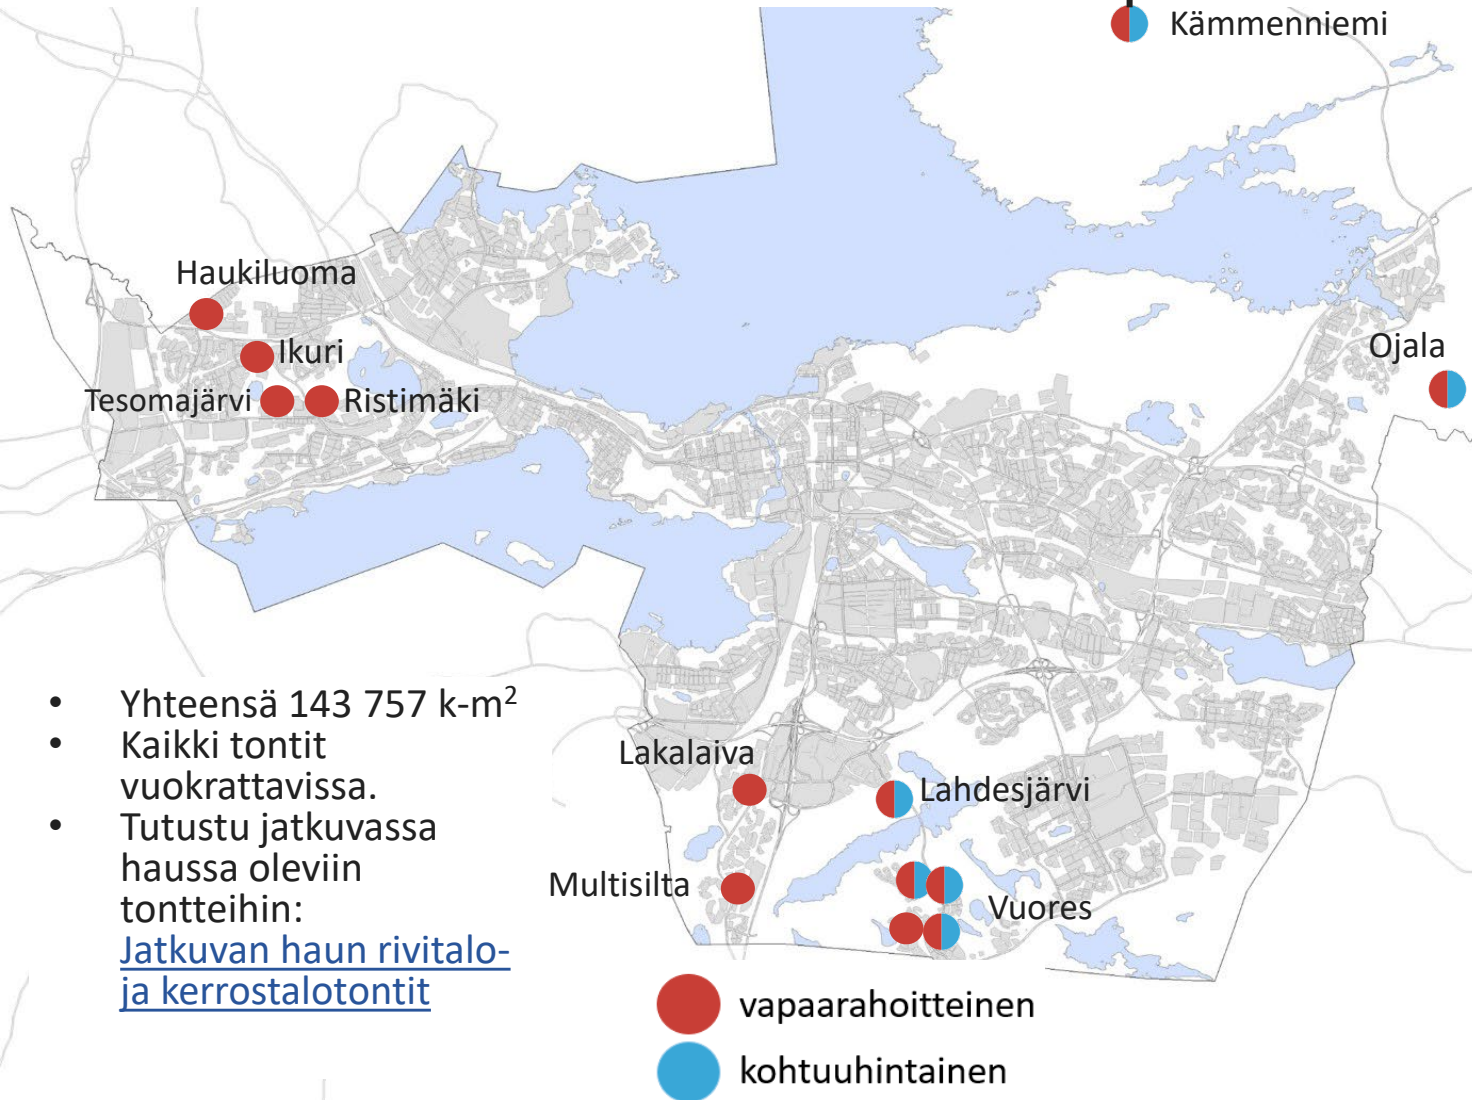 Kämmenniemi
Haukiluoma
Ikuri
Ojala
Tesomajärvi
Ristimäki
• Yhteensä 143 757 k-m²
• Kaikki tontit
vuokrattavissa.
• Tutustu jatkuvassa
haussa oleviin
tontteihin:
Jatkuvan haun rivitalo-
ja kerrostalotontit
Lakalaiva
Lahdesjärvi
Multisilta
Vuores
vapaarahoitteinen
kohtuuhintainen